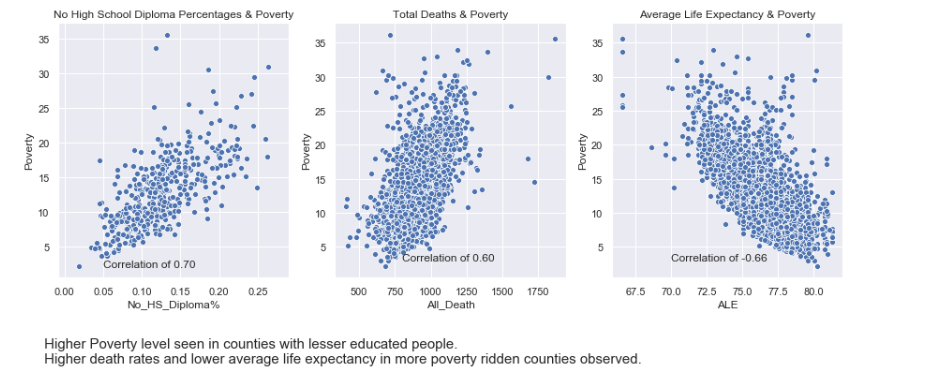 No High School Diploma Percentages & Poverty
Total Deaths & Poverty
Average Life Expectancy & Poverty
35
30
25
20
15
10
5
Poverty
Correlation of 0.70
0.00 0.05 0.10 0.15 0.20 0.25
No_HS_Diploma%
35
30
25
20
15
10
5
Poverty
Correlation of 0.60
500 750 1000 1250 1500 1750
All_Death
35
30
25
20
15
10
5
Poverty
Correlation of -0.66
67.5 70.0 72.5 75.0 77.5 80.0
ALE
Higher Poverty level seen in counties with lesser educated people.
Higher death rates and lower average life expectancy in more poverty ridden counties observed.